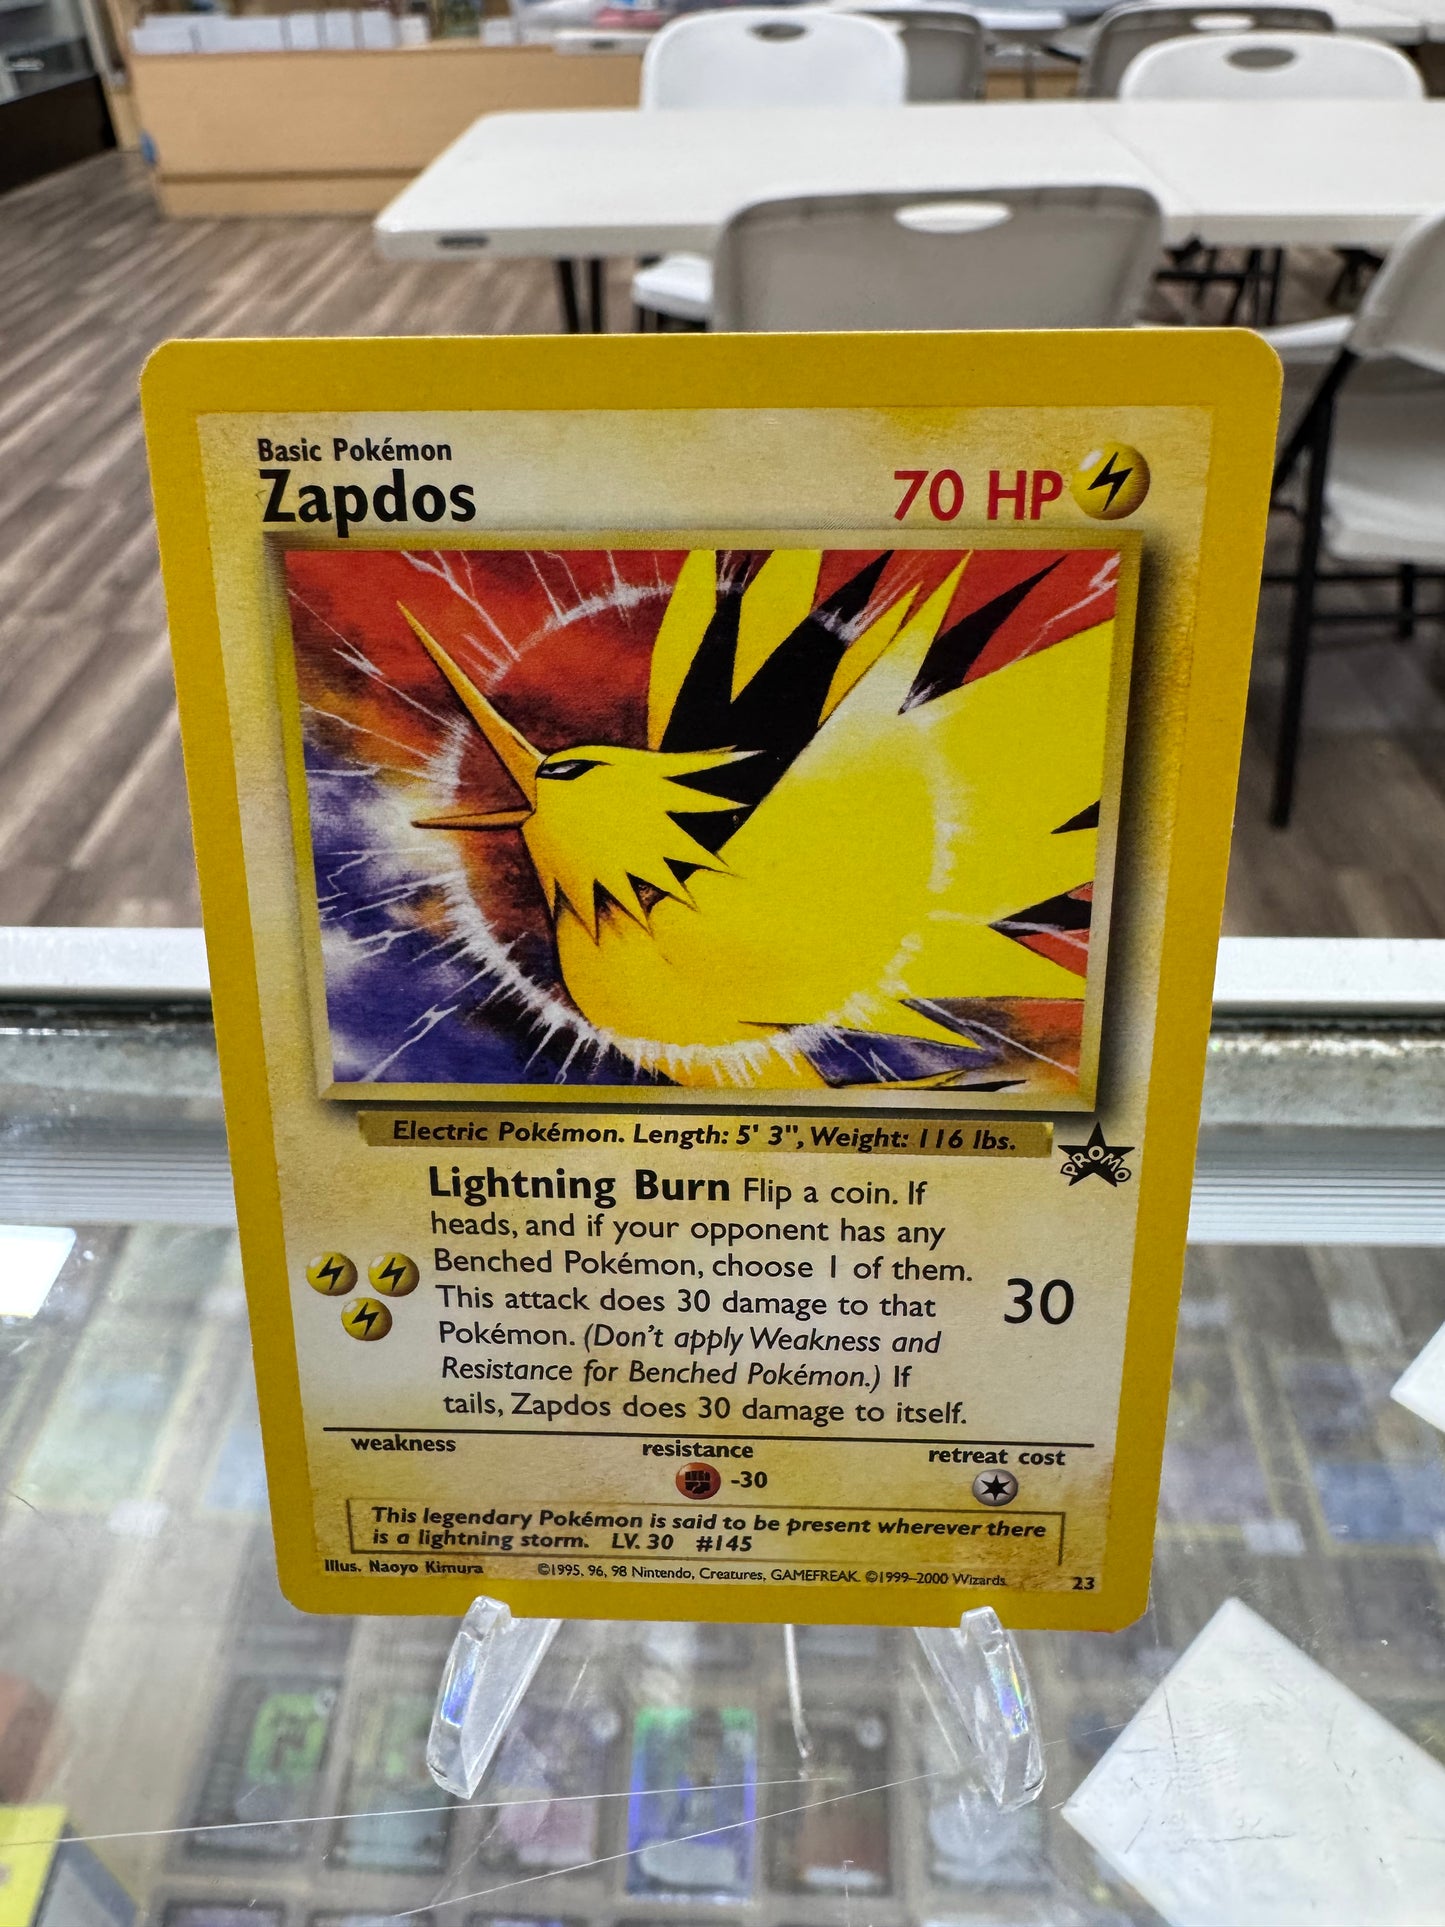 Basic Pokémon
Zapdos
70 HP
Electric Pokémon. Length: 5' 3", Weight: 116 lbs.
PROMO
Lightning Burn Flip a coin. If
heads, and if your opponent has any
Benched Pokémon, choose 1 of them.
This attack does 30 damage to that
Pokémon. (Don't apply Weakness and
Resistance for Benched Pokémon.) If
tails, Zapdos does 30 damage to itself.
30
weakness
resistance
retreat cost
-30
This legendary Pokémon is said to be present wherever there
is a lightning storm. LV. 30 #145
Illus. Naoyo Kimura
©1995, 96, 98 Nintendo, Creatures, GAMEFREAK. ©1999-2000 Wizards.
23